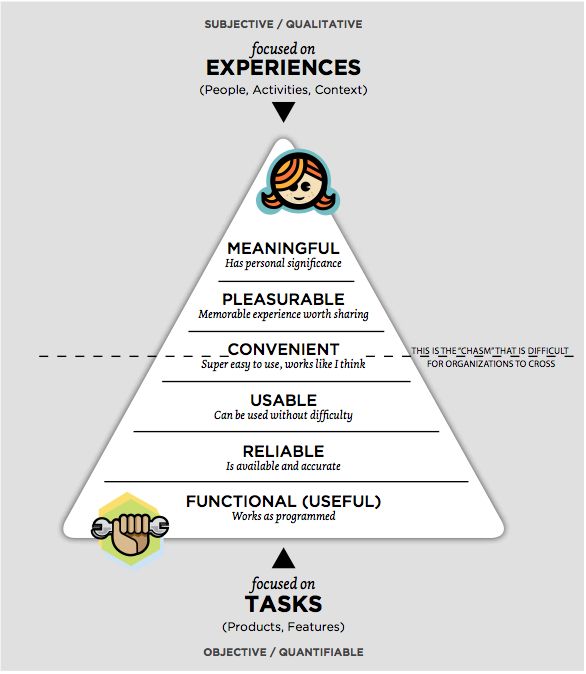 SUBJECTIVE / QUALITATIVE
focused on
EXPERIENCES
(People, Activities, Context)
MEANINGFUL
Has personal significance
PLEASURABLE
Memorable experience worth sharing
CONVENIENT
Super easy to use, works like I think
THIS IS THE "CHASM" THAT IS DIFFICULT
FOR ORGANIZATIONS TO CROSS
USABLE
Can be used without difficulty
RELIABLE
Is available and accurate
FUNCTIONAL (USEFUL)
Works as programmed
focused on
TASKS
(Products, Features)
OBJECTIVE / QUANTIFIABLE